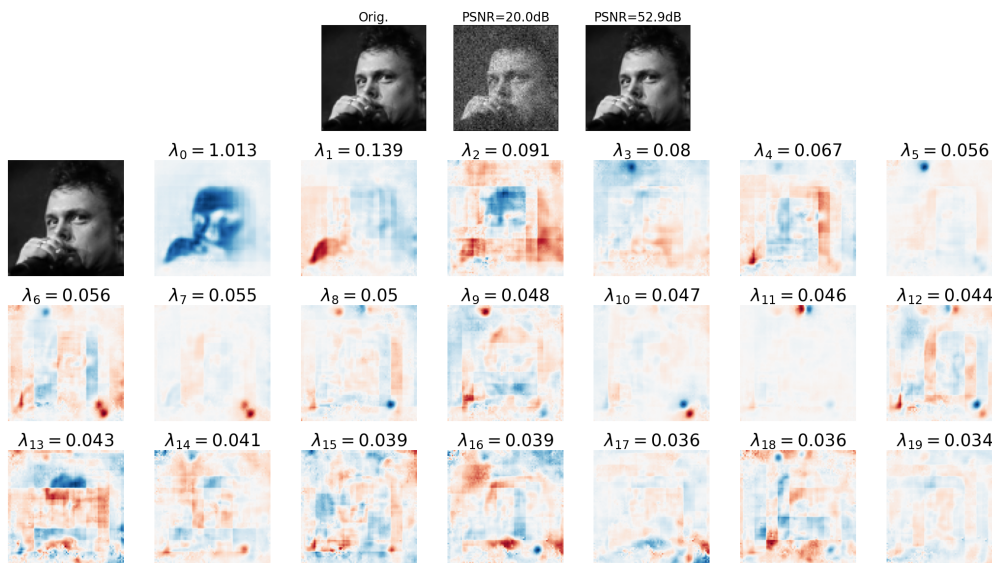 Orig. PSNR=20.0dB PSNR=52.9dB
λ0 = 1.013 λ1 = 0.139 λ2 = 0.091 λ3 = 0.08 λ4 = 0.067 λ5 = 0.056
λ6 = 0.056 λ7 = 0.055 λ8 = 0.05 λ9 = 0.048 λ10 = 0.047 λ11 = 0.046 λ12 = 0.044
λ13 = 0.043 λ14 = 0.041 λ15 = 0.039 λ16 = 0.039 λ17 = 0.036 λ18 = 0.036 λ19 = 0.034